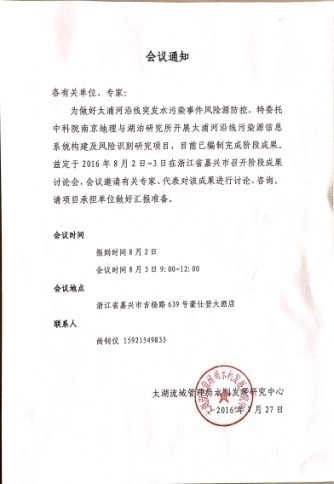 会议通知
各有关单位、专家：
为做好太浦河沿线突发水污染事件风险源防控，特委托
中科院南京地理与湖泊研究所开展太浦河沿线污染源信息
系统构建及风险识别研究项目，目前已编制完成阶段成果，
兹定于 2016 年 8 月 2 日~3 日在浙江省嘉兴市召开阶段成果
讨论会，会议邀请有关专家、代表对该成果进行讨论、咨询。
请项目承担单位做好汇报准备。
会议时间
报到时间 8 月 2 日
会议时间 8 月 3 日 9:00-12:00
会议地点
浙江省嘉兴市吉杨路 639 号蒙仕登大酒店
联系人
尚钊仪 15921549833
太湖流域管理局水利发展研究中心
2016 年 7 月 27 日